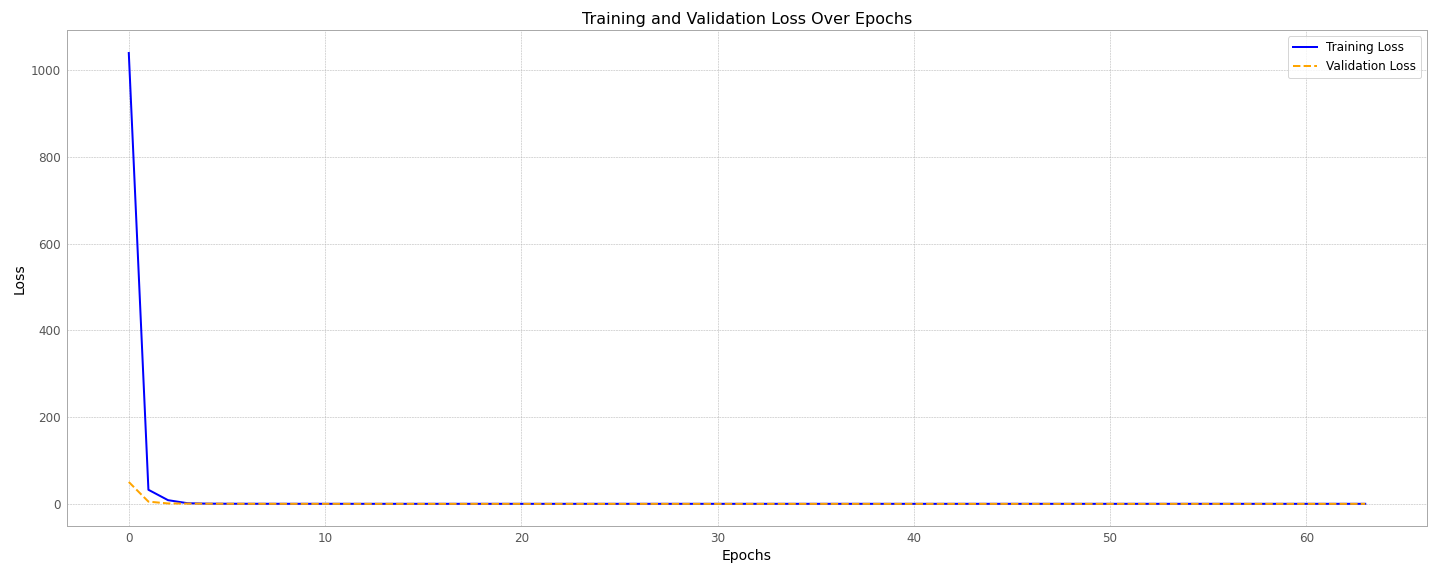 Training and Validation Loss Over Epochs
Training Loss
Validation Loss
1000
800
600
400
200
0
Loss
0 10 20 30 40 50 60
Epochs